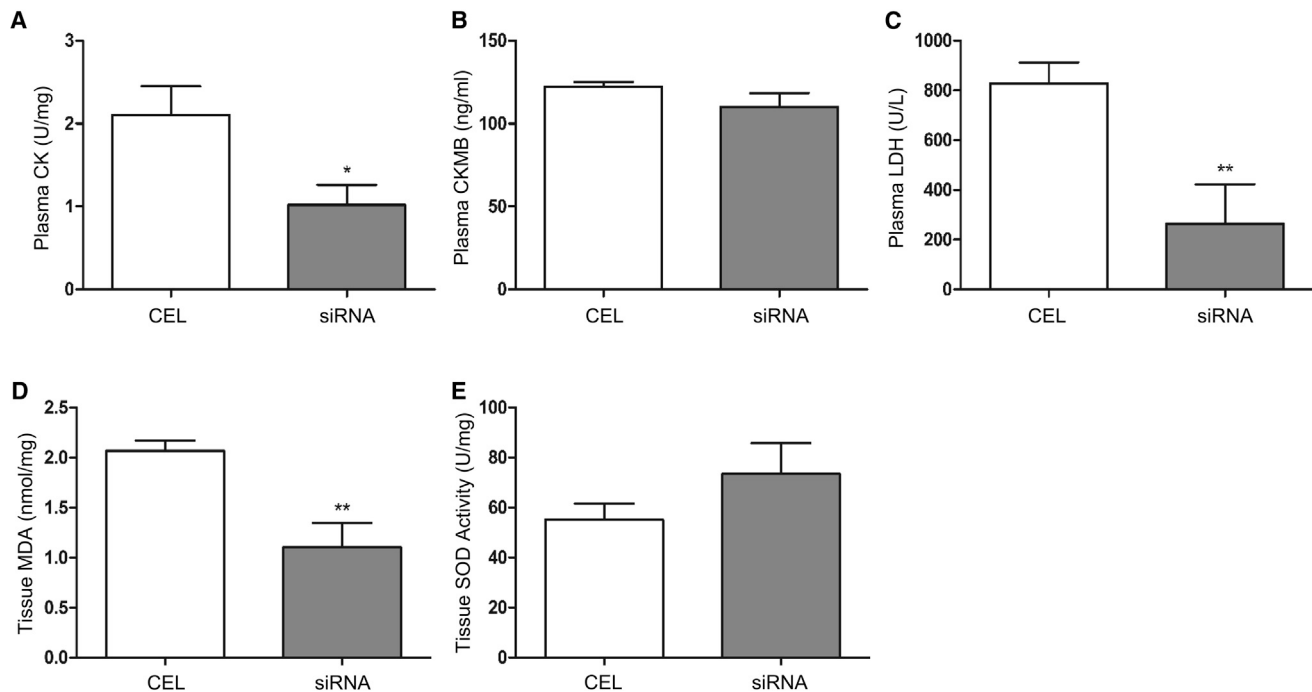 A
Plasma CK (U/mg)
3
2
1
0
*
CEL
siRNA
B
Plasma CKMB (ng/ml)
150
100
50
0
CEL
siRNA
C
Plasma LDH (U/L)
1000
800
600
400
200
0
**
CEL
siRNA
D
Tissue MDA (nmol/mg)
2.5
2.0
1.5
1.0
0.5
0.0
**
CEL
siRNA
E
Tissue SOD Activity (U/mg)
100
80
60
40
20
0
CEL
siRNA